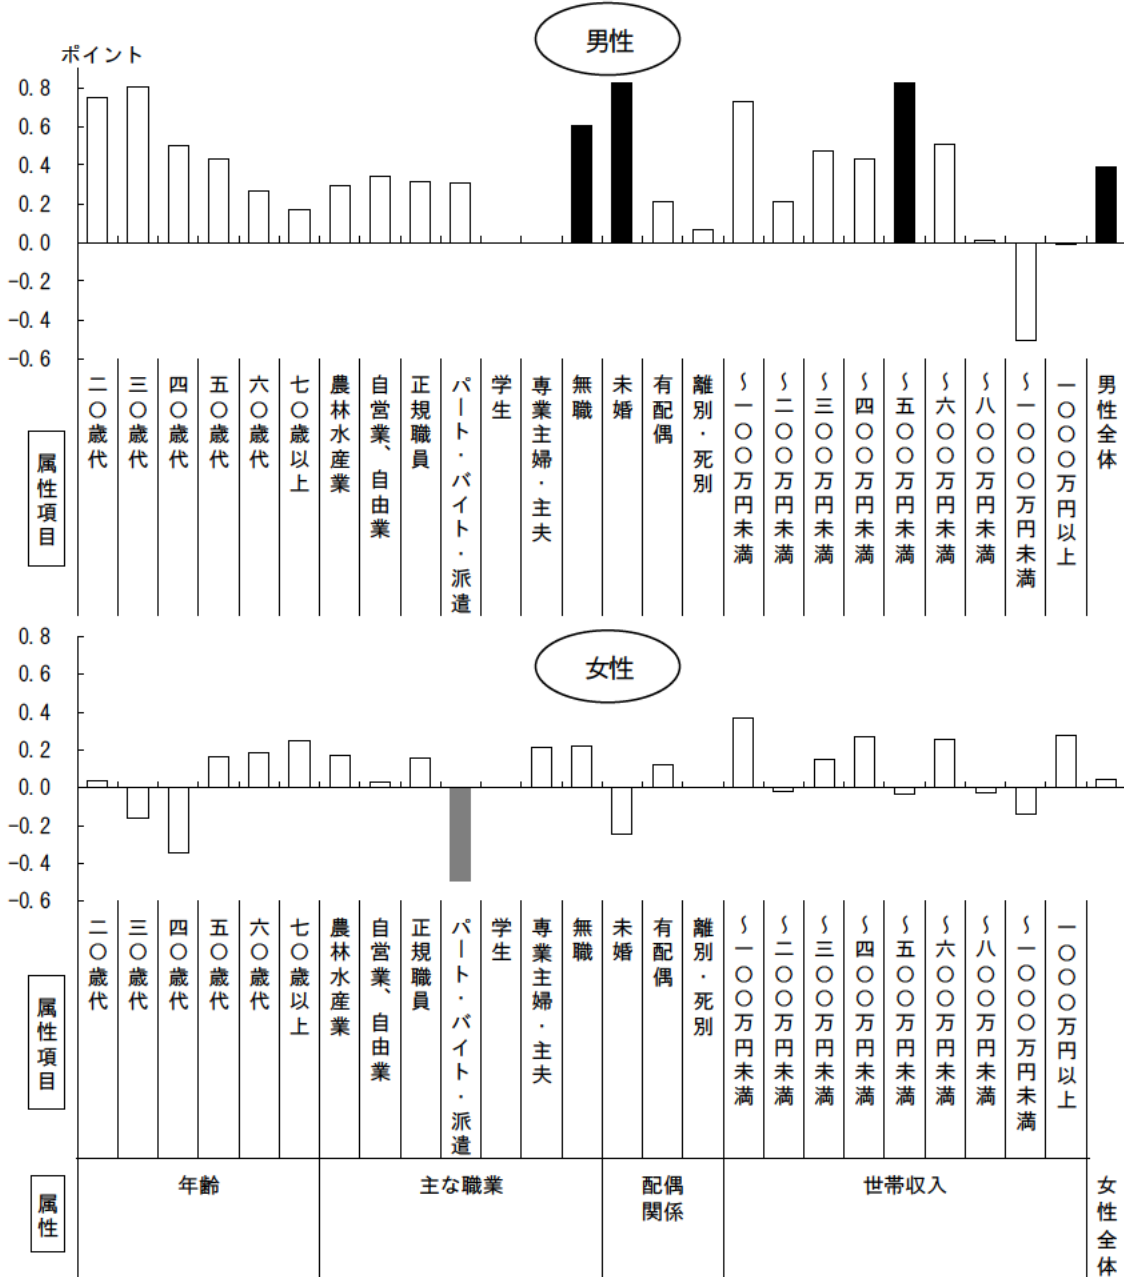 男性
ポイント
0.8
0.6
0.4
0.2
0.0
-0.2
-0.4
-0.6
属性項目
二〇歳代
三〇歳代
四〇歳代
五〇歳代
六〇歳代
七〇歳以上
農林水産業
自営業、自由業
正規職員
パート・バイト・派遣
学生
専業主婦・主夫
無職
未婚
有配偶
離別・死別
～一〇〇万円未満
～二〇〇万円未満
～三〇〇万円未満
～四〇〇万円未満
～五〇〇万円未満
～六〇〇万円未満
～八〇〇万円未満
～一〇〇〇万円未満
一〇〇〇万円以上
男性全体
女性
0.8
0.6
0.4
0.2
0.0
-0.2
-0.4
-0.6
属性項目
二〇歳代
三〇歳代
四〇歳代
五〇歳代
六〇歳代
七〇歳以上
農林水産業
自営業、自由業
正規職員
パート・バイト・派遣
学生
専業主婦・主夫
無職
未婚
有配偶
離別・死別
～一〇〇万円未満
～二〇〇万円未満
～三〇〇万円未満
～四〇〇万円未満
～五〇〇万円未満
～六〇〇万円未満
～八〇〇万円未満
～一〇〇〇万円未満
一〇〇〇万円以上
属性
年齢
主な職業
配偶
関係
世帯収入
女性全体